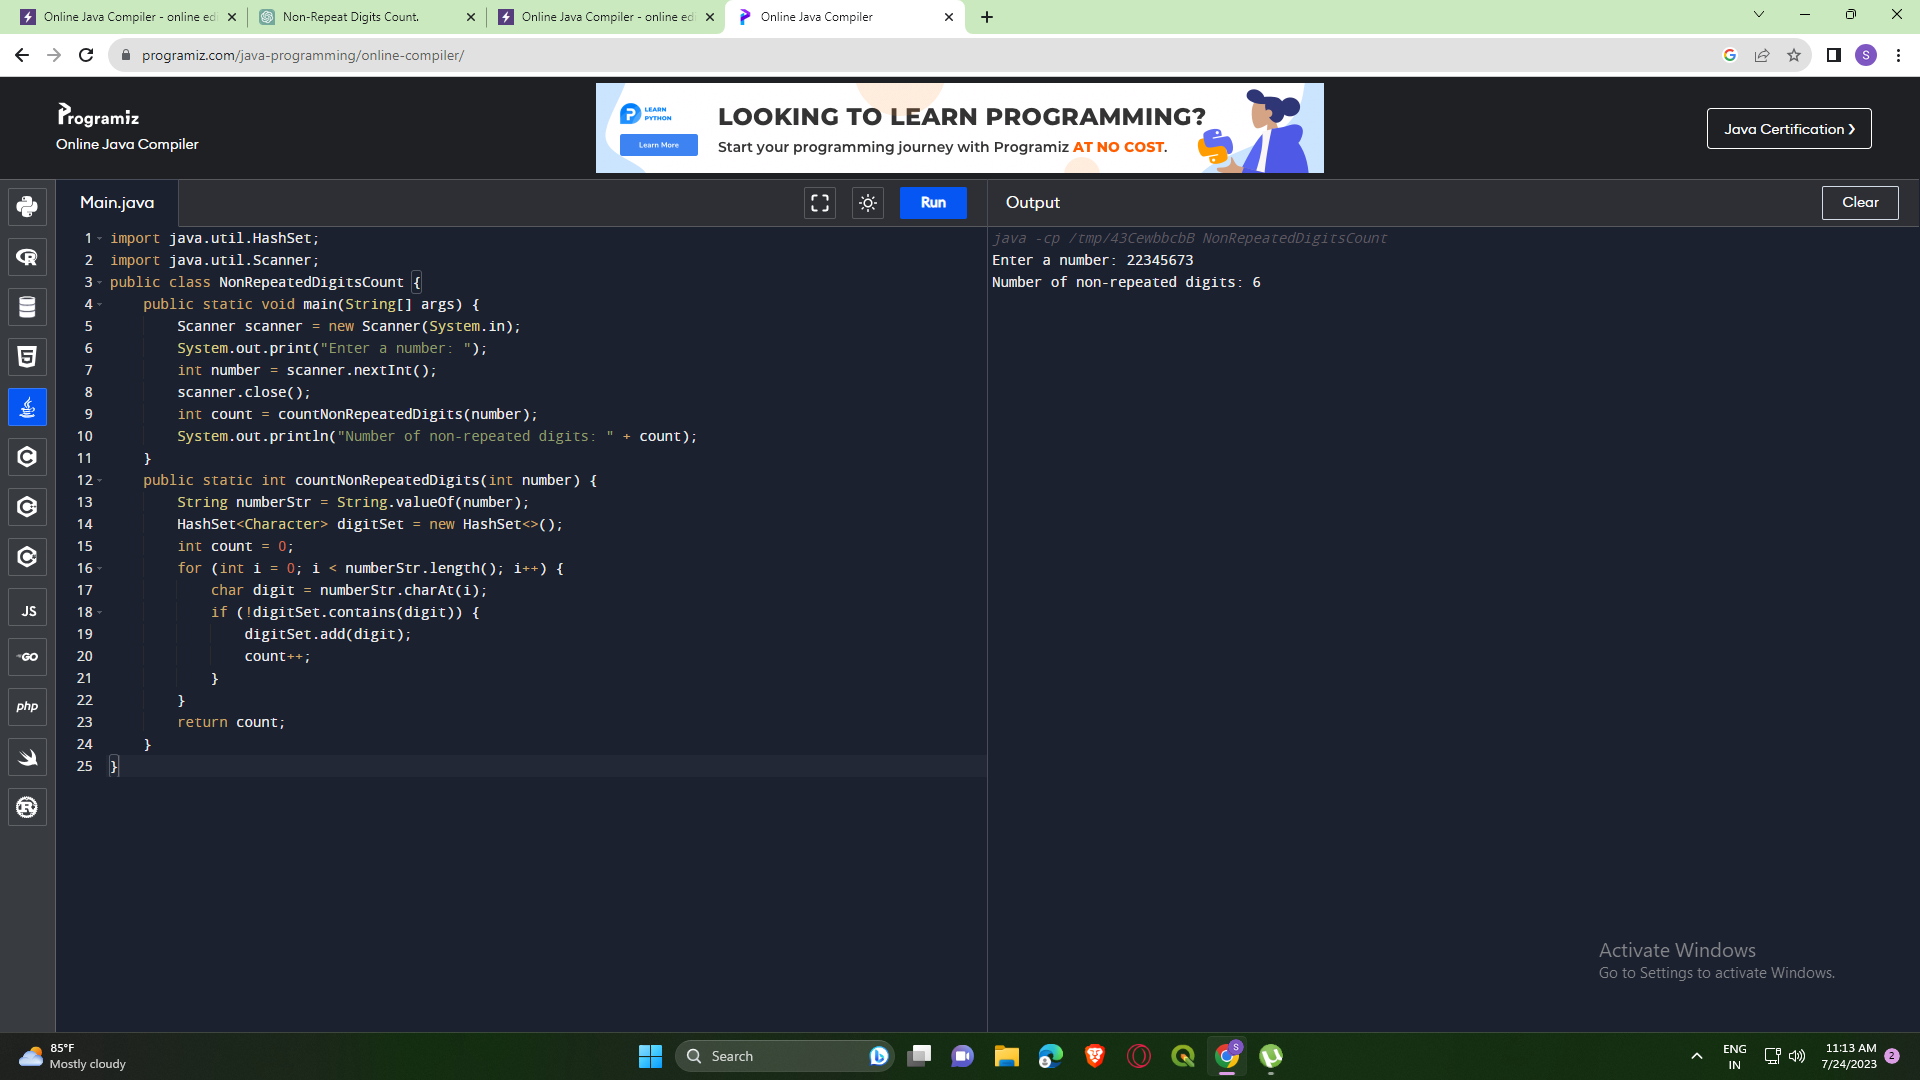 Online Java Compiler - online edi
Non-Repeat Digits Count.
Online Java Compiler - online edi
Online Java Compiler
programiz.com/java-programming/online-compiler/
S
Programiz
Online Java Compiler
LEARN
PYTHON
Learn More
LOOKING TO LEARN PROGRAMMING?
Start your programming journey with Programiz AT NO COST.
Java Certification ›
Main.java
Run
Output
Clear
1 import java.util.HashSet;
2 import java.util.Scanner;
3 public class NonRepeatedDigitsCount {
4 public static void main(String[] args) {
5 Scanner scanner = new Scanner(System.in);
6 System.out.print("Enter a number: ");
7 int number = scanner.nextInt();
8 scanner.close();
9 int count = countNonRepeatedDigits(number);
10 System.out.println("Number of non-repeated digits: " + count);
11 }
12 public static int countNonRepeatedDigits(int number) {
13 String numberStr = String.valueOf(number);
14 HashSet<Character> digitSet = new HashSet<>();
15 int count = 0;
16 for (int i = 0; i < numberStr.length(); i++) {
17 char digit = numberStr.charAt(i);
18 if (!digitSet.contains(digit)) {
19 digitSet.add(digit);
20 count++;
21 }
22 }
23 return count;
24 }
25 }
java -cp /tmp/43CewbbcbB NonRepeatedDigitsCount
Enter a number: 22345673
Number of non-repeated digits: 6
JS
GO
php
Activate Windows
Go to Settings to activate Windows.
85°F
Mostly cloudy
Search
S
ENG
IN
11:13 AM
7/24/2023
2